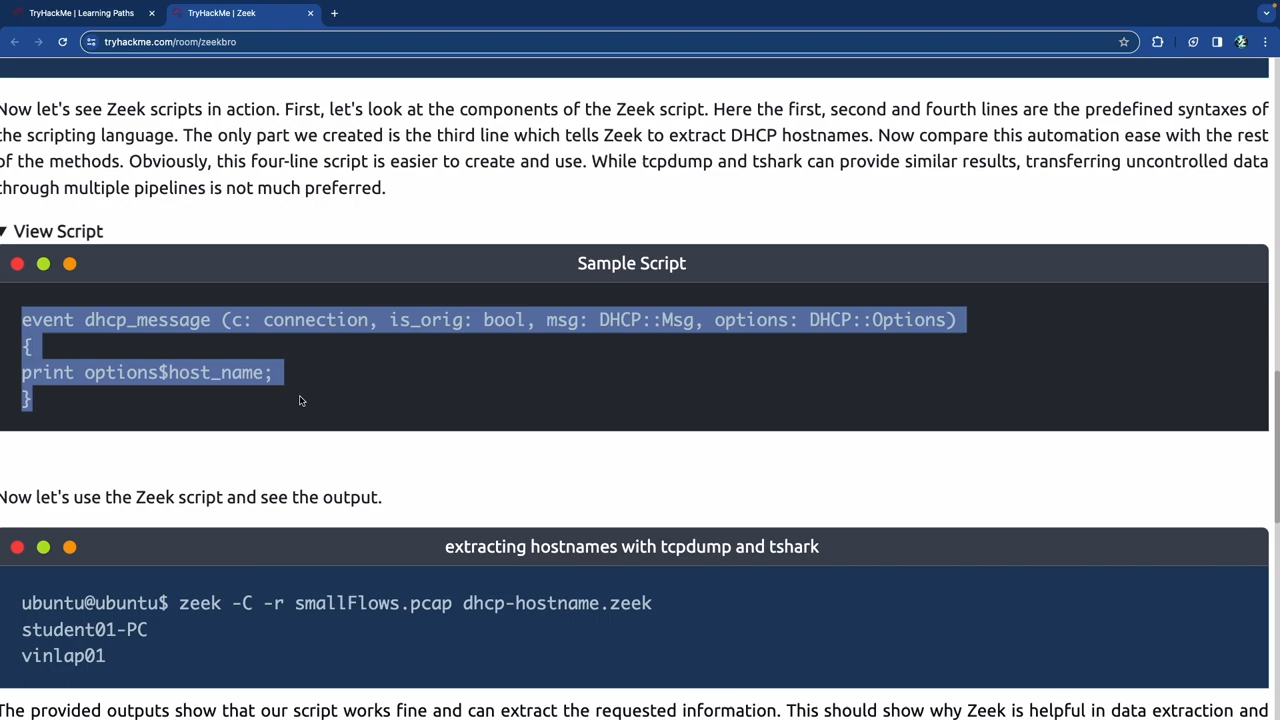 TryHackMe | Learning Paths
TryHackMe | Zeek
tryhackme.com/room/zeekbro
Now let's see Zeek scripts in action. First, let's look at the components of the Zeek script. Here the first, second and fourth lines are the predefined syntaxes of
the scripting language. The only part we created is the third line which tells Zeek to extract DHCP hostnames. Now compare this automation ease with the rest
of the methods. Obviously, this four-line script is easier to create and use. While tcpdump and tshark can provide similar results, transferring uncontrolled data
through multiple pipelines is not much preferred.
View Script
Sample Script
event dhcp_message (c: connection, is_orig: bool, msg: DHCP::Msg, options: DHCP::Options)
{
print options$host_name;
}
Now let's use the Zeek script and see the output.
extracting hostnames with tcpdump and tshark
ubuntu@ubuntu$ zeek -C -r smallFlows.pcap dhcp-hostname.zeek
student01-PC
vinlap01
The provided outputs show that our script works fine and can extract the requested information. This should show why Zeek is helpful in data extraction and